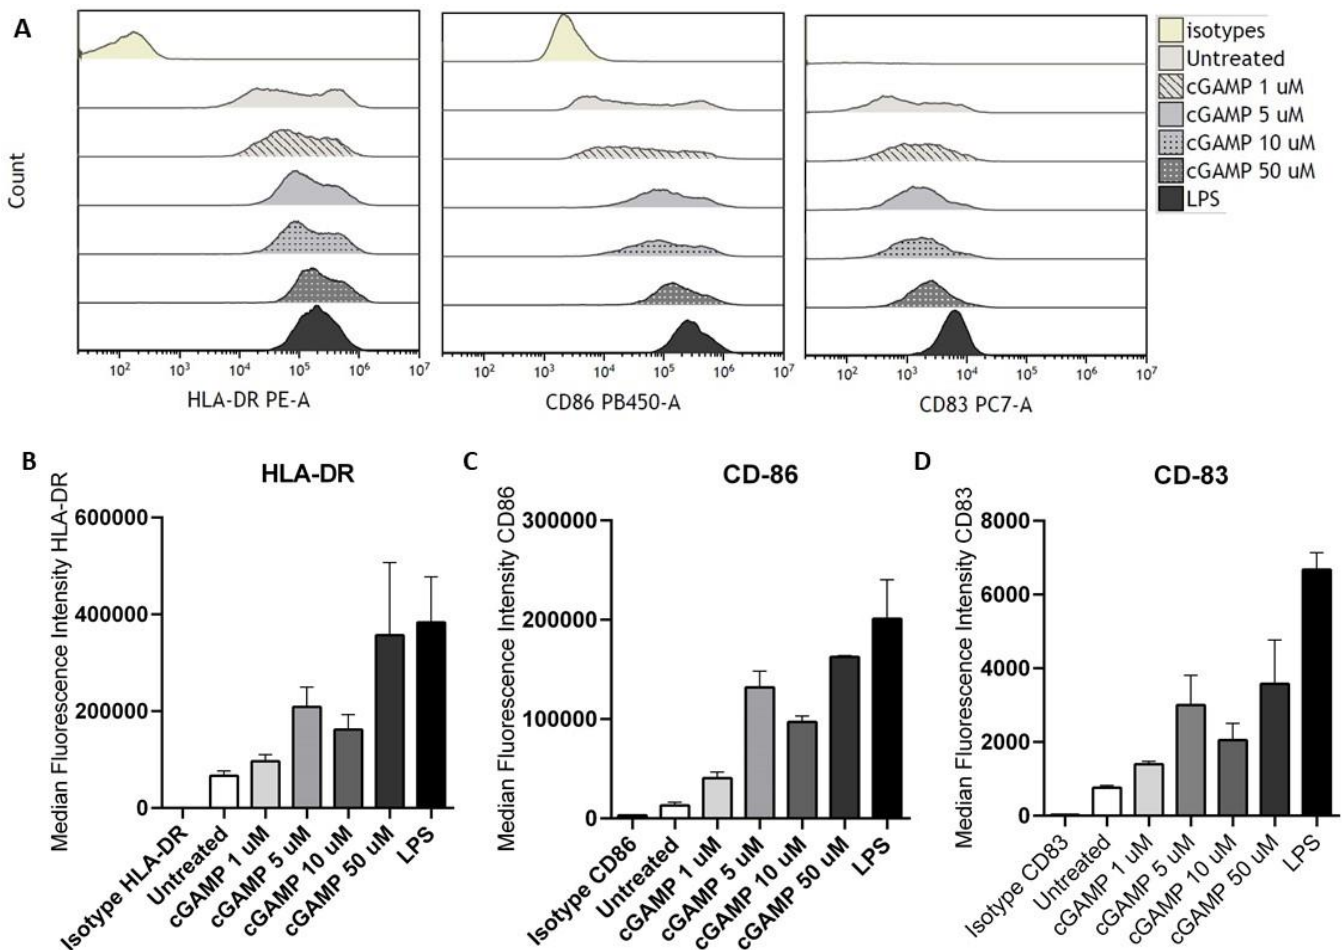 A
isotypes
Untreated
cGAMP 1 uM
cGAMP 5 uM
cGAMP 10 uM
cGAMP 50 uM
LPS
Count
10² 10³ 10⁴ 10⁵ 10⁶ 10⁷
HLA-DR PE-A
10² 10³ 10⁴ 10⁵ 10⁶ 10⁷
CD86 PB450-A
10² 10³ 10⁴ 10⁵ 10⁶ 10⁷
CD83 PC7-A
B
HLA-DR
Median Fluorescence Intensity HLA-DR
600000
400000
200000
0
Isotype HLA-DR
Untreated
cGAMP 1 uM
cGAMP 5 uM
cGAMP 10 uM
cGAMP 50 uM
LPS
C
CD-86
Median Fluorescence Intensity CD86
300000
200000
100000
0
Isotype CD86
Untreated
cGAMP 1 uM
cGAMP 5 uM
cGAMP 10 uM
cGAMP 50 uM
LPS
D
CD-83
Median Fluorescence Intensity CD83
8000
6000
4000
2000
0
Isotype CD83
Untreated
cGAMP 1 uM
cGAMP 5 uM
cGAMP 10 uM
cGAMP 50 uM
LPS